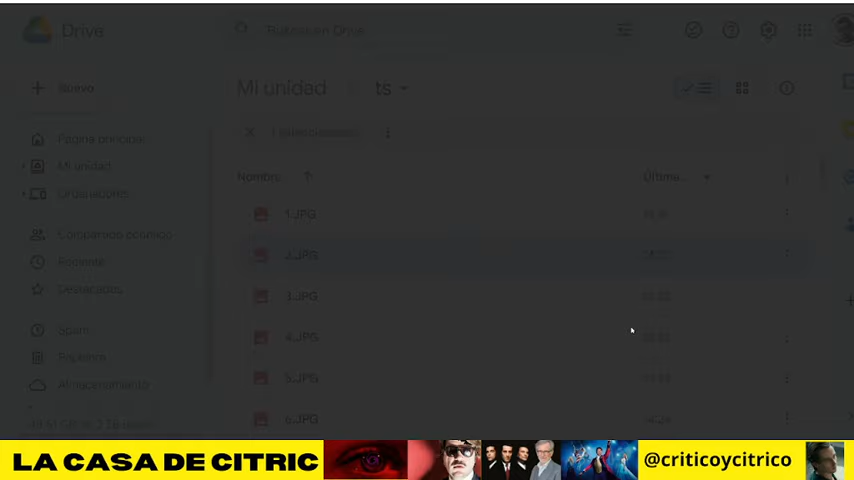 Drive
Buscar en Drive
Nuevo
Mi unidad
ts
Página principal
Mi unidad
Ordenadores
Nombre
Última...
1.JPG
Compartido conmigo
2.JPG
Reciente
Destacados
3.JPG
Spam
4.JPG
Papelera
5.JPG
Almacenamiento
6.JPG
LA CASA DE CITRIC
@criticoycitrico